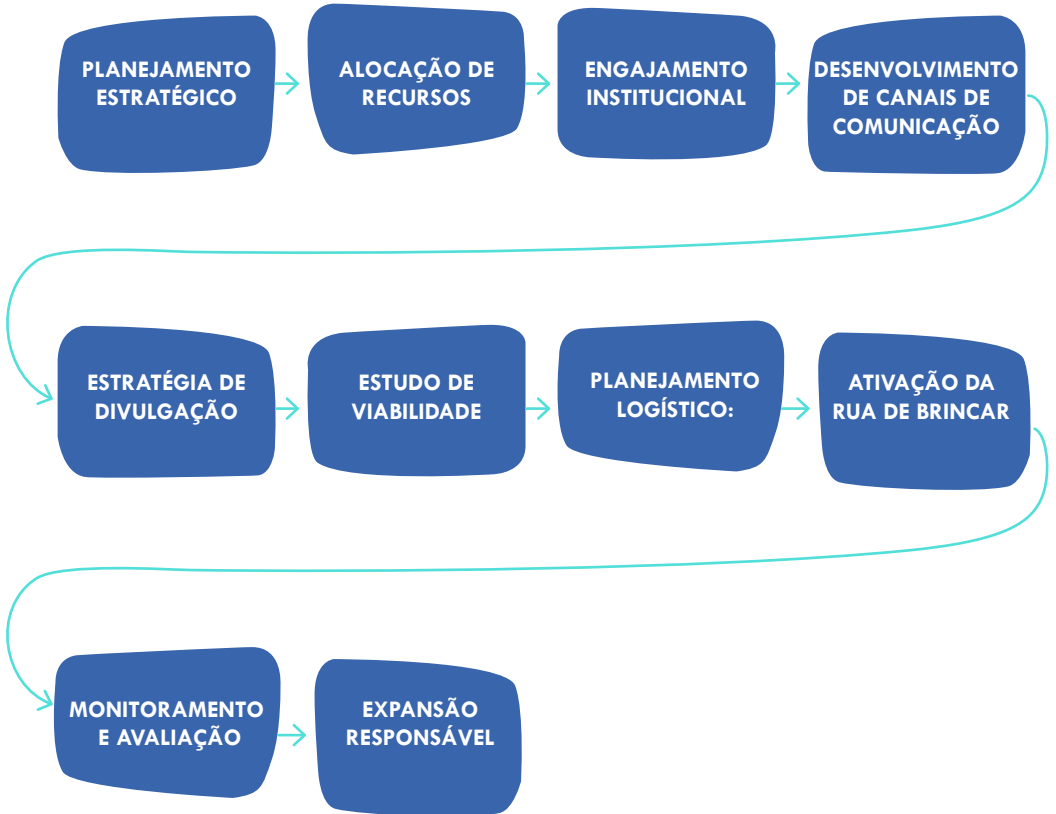 PLANEJAMENTO
ESTRATÉGICO
ALOCAÇÃO DE
RECURSOS
ENGAJAMENTO
INSTITUCIONAL
DESENVOLVIMENTO
DE CANAIS DE
COMUNICAÇÃO
ESTRATÉGIA DE
DIVULGAÇÃO
ESTUDO DE
VIABILIDADE
PLANEJAMENTO
LOGÍSTICO:
ATIVAÇÃO DA
RUA DE BRINCAR
MONITORAMENTO
E AVALIAÇÃO
EXPANSÃO
RESPONSÁVEL